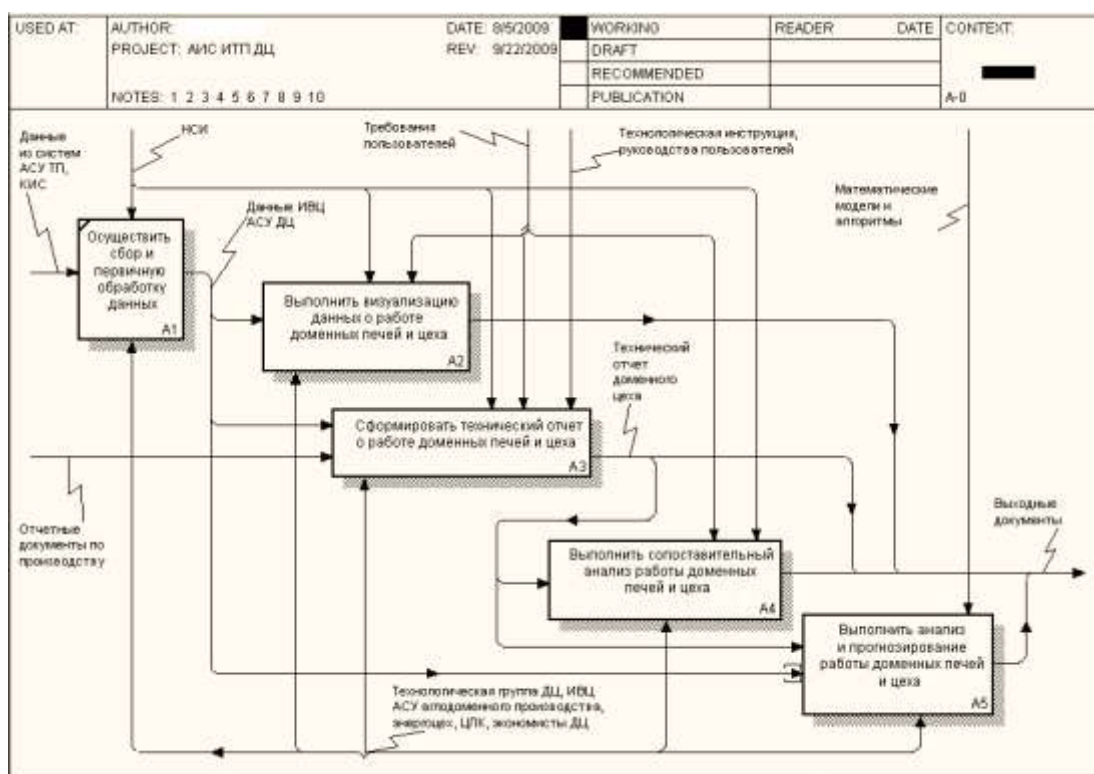 USED AT:
AUTHOR:
DATE: 8/5/2009
WORKING
READER
DATE
CONTEXT:
PROJECT: АИС ИТП ДЦ
REV: 9/22/2009
DRAFT
RECOMMENDED
NOTES: 1 2 3 4 5 6 7 8 9 10
PUBLICATION
A-0
Данные
из систем
АСУ ТП,
КИС
НСИ
Требования
пользователей
Технологическая инструкция,
руководства пользователей
Математические
модели и
алгоритмы
Данные ИВЦ
АСУ ДЦ
Осуществить
сбор и
первичную
обработку
данных
A1
Выполнить визуализацию
данных о работе
доменных печей и цеха
A2
Технический
отчет
доменного
цеха
Сформировать технический отчет
о работе доменных печей и цеха
A3
Отчетные
документы по
производству
Выходные
документы
Выполнить сопоставительный
анализ работы доменных
печей и цеха
A4
Выполнить анализ
и прогнозирование
работы доменных печей
и цеха
A5
Технологическая группа ДЦ, ИВЦ
АСУ аглодоменного производства,
энергоцех, ЦЛК, экономисты ДЦ